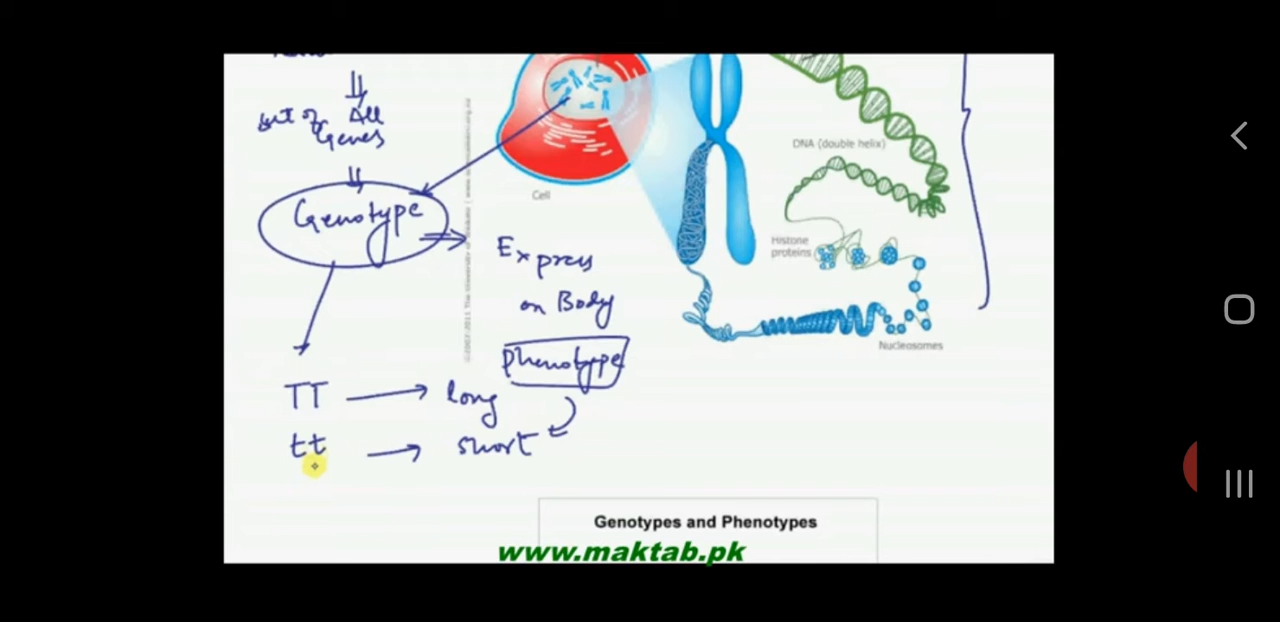 set of All
Genes
Genotype
Express
on Body
phenotype
TT → long
tt → short
Cell
DNA (double helix)
Histone
proteins
Nucleosomes
Genotypes and Phenotypes
www.maktab.pk